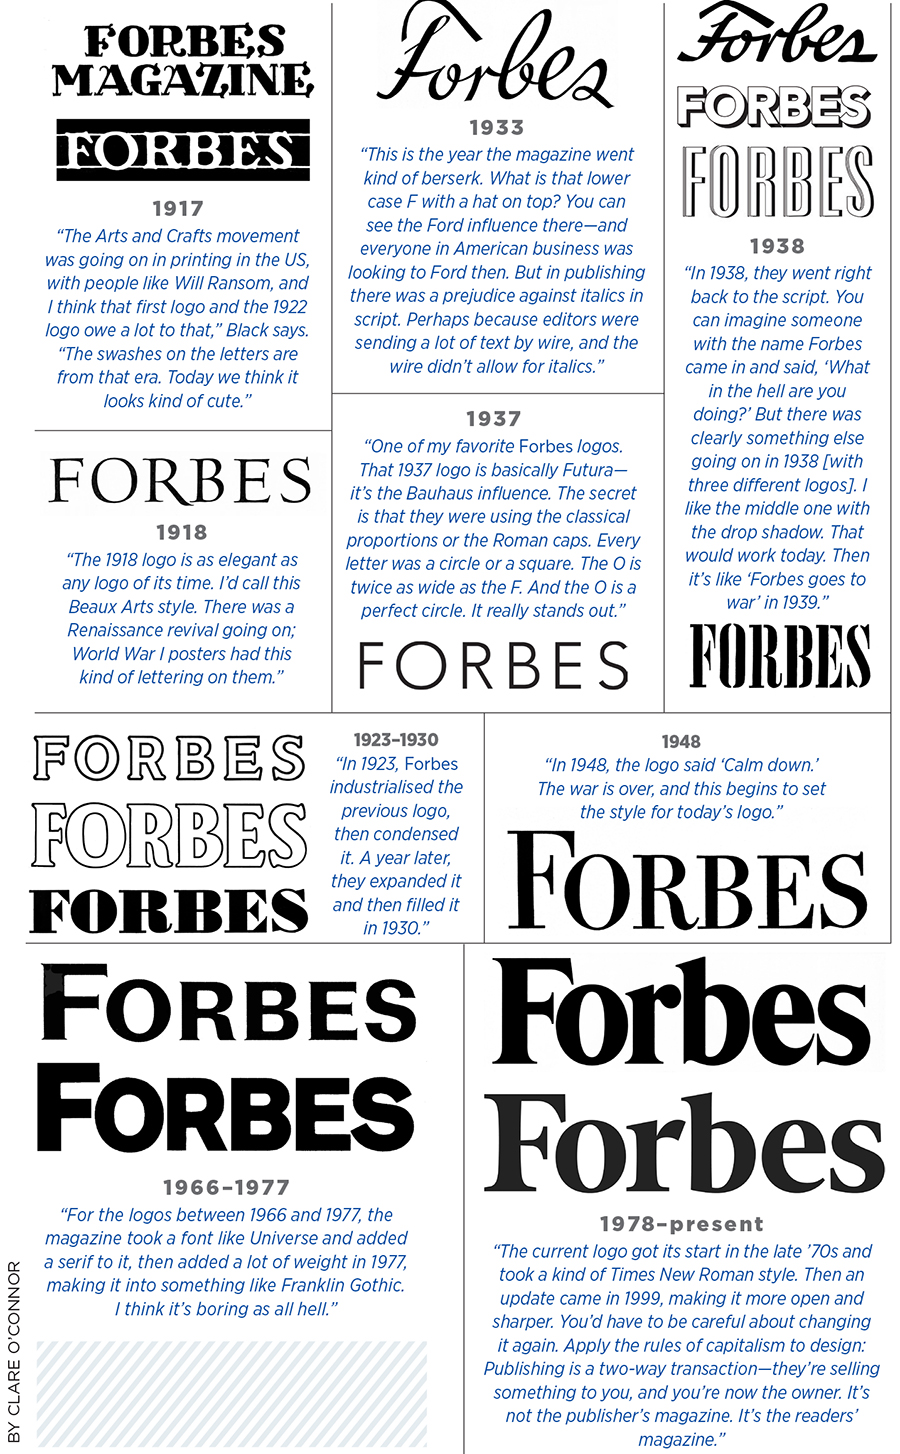 FORBES
MAGAZINE
FORBES
1917
“The Arts and Crafts movement
was going on in printing in the US,
with people like Will Ransom, and
I think that first logo and the 1922
logo owe a lot to that,” Black says.
“The swashes on the letters are
from that era. Today we think it
looks kind of cute.”
FORBES
1918
“The 1918 logo is as elegant as
any logo of its time. I’d call this
Beaux Arts style. There was a
Renaissance revival going on;
World War I posters had this
kind of lettering on them.”
Forbes
1933
“This is the year the magazine went
kind of berserk. What is that lower
case F with a hat on top? You can
see the Ford influence there—and
everyone in American business was
looking to Ford then. But in publishing
there was a prejudice against italics in
script. Perhaps because editors were
sending a lot of text by wire, and the
wire didn’t allow for italics.”
1937
“One of my favorite Forbes logos.
That 1937 logo is basically Futura—
it’s the Bauhaus influence. The secret
is that they were using the classical
proportions or the Roman caps. Every
letter was a circle or a square. The O is
twice as wide as the F. And the O is a
perfect circle. It really stands out.”
FORBES
Forbes
FORBES
FORBES
1938
“In 1938, they went right
back to the script. You
can imagine someone
with the name Forbes
came in and said, ‘What
in the hell are you
doing?’ But there was
clearly something else
going on in 1938 [with
three different logos]. I
like the middle one with
the drop shadow. That
would work today. Then
it’s like ‘Forbes goes to
war’ in 1939.”
FORBES
FORBES
FORBES
FORBES
1923–1930
“In 1923, Forbes
industrialised the
previous logo,
then condensed
it. A year later,
they expanded it
and then filled it
in 1930.”
1948
“In 1948, the logo said ‘Calm down.’
The war is over, and this begins to set
the style for today’s logo.”
FORBES
FORBES
FORBES
1966–1977
“For the logos between 1966 and 1977, the
magazine took a font like Universe and added
a serif to it, then added a lot of weight in 1977,
making it into something like Franklin Gothic.
I think it’s boring as all hell.”
Forbes
Forbes
1978–present
“The current logo got its start in the late ’70s and
took a kind of Times New Roman style. Then an
update came in 1999, making it more open and
sharper. You’d have to be careful about changing
it again. Apply the rules of capitalism to design:
Publishing is a two-way transaction—they’re selling
something to you, and you’re now the owner. It’s
not the publisher’s magazine. It’s the readers’
magazine.”
BY CLARE O’CONNOR